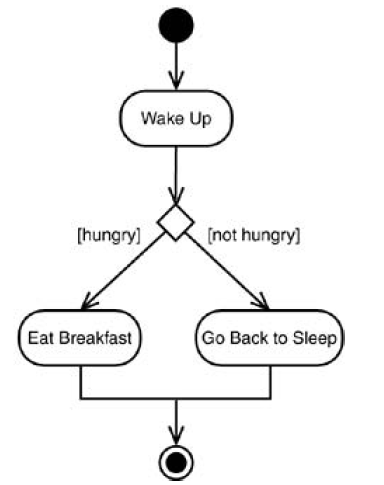 Wake Up
[hungry]
[not hungry]
Eat Breakfast
Go Back to Sleep